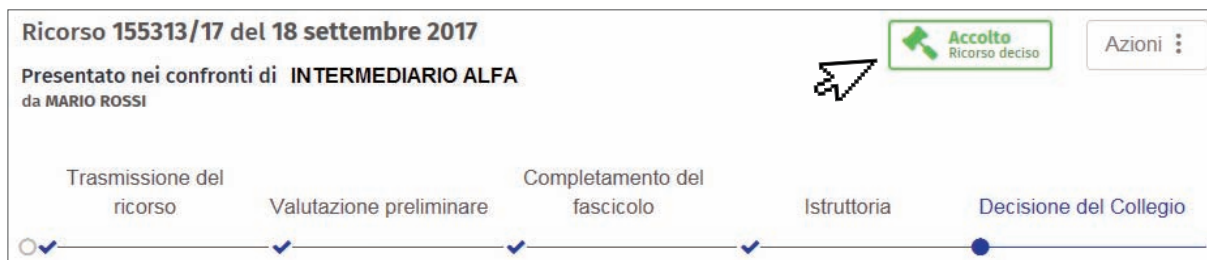 Ricorso 155313/17 del 18 settembre 2017
Accolto
Ricorso deciso
Azioni
Presentato nei confronti di INTERMEDIARIO ALFA
da MARIO ROSSI
Trasmissione del
ricorso
Valutazione preliminare
Completamento del
fascicolo
Istruttoria
Decisione del Collegio